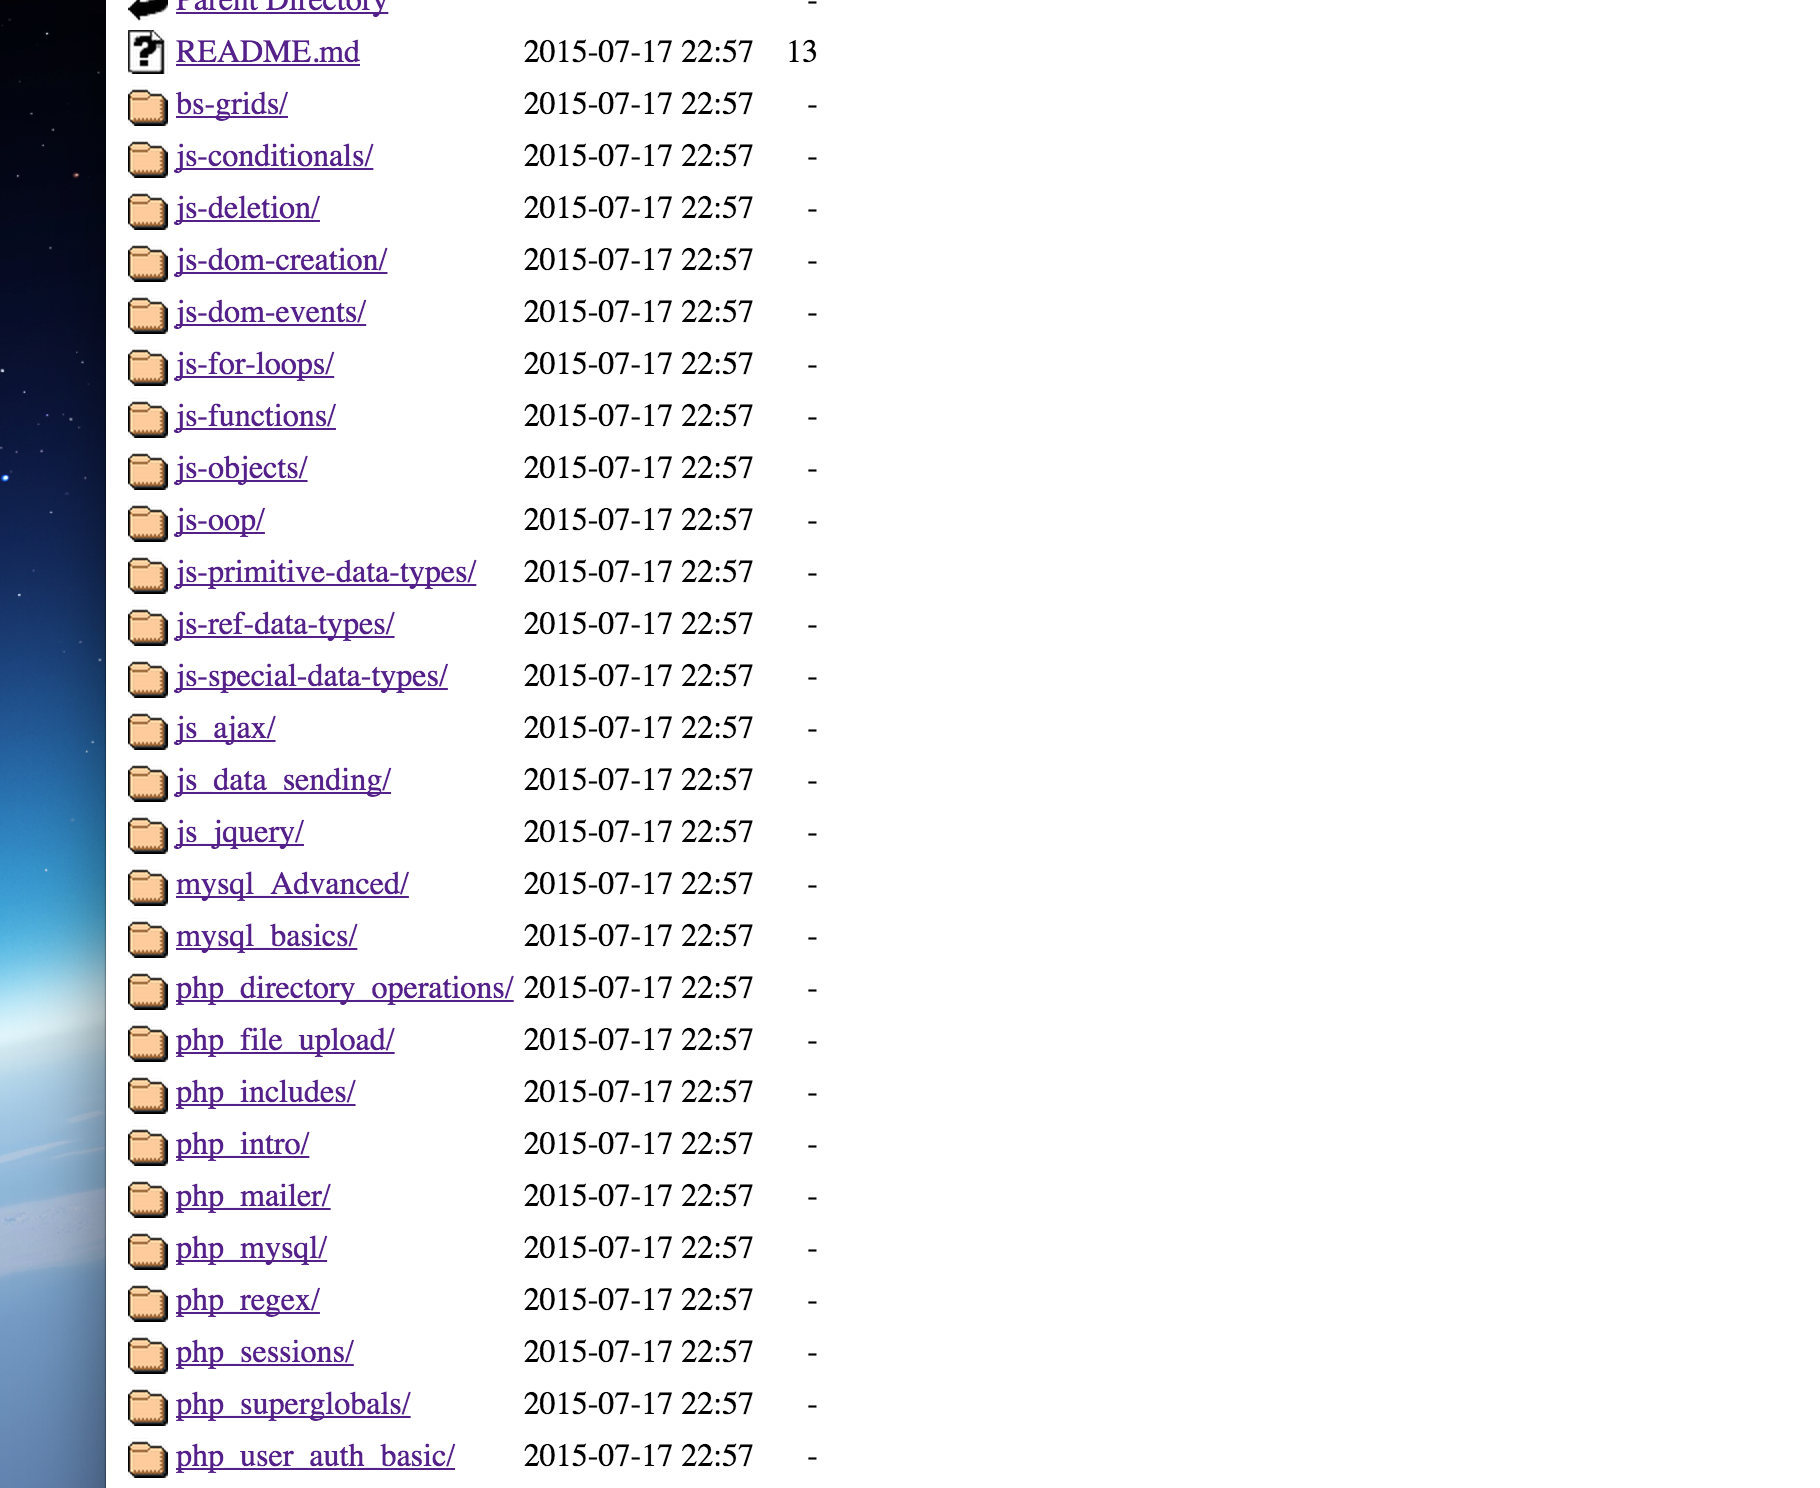 Parent Directory -
README.md 2015-07-17 22:57 13
bs-grids/ 2015-07-17 22:57 -
js-conditionals/ 2015-07-17 22:57 -
js-deletion/ 2015-07-17 22:57 -
js-dom-creation/ 2015-07-17 22:57 -
js-dom-events/ 2015-07-17 22:57 -
js-for-loops/ 2015-07-17 22:57 -
js-functions/ 2015-07-17 22:57 -
js-objects/ 2015-07-17 22:57 -
js-oop/ 2015-07-17 22:57 -
js-primitive-data-types/ 2015-07-17 22:57 -
js-ref-data-types/ 2015-07-17 22:57 -
js-special-data-types/ 2015-07-17 22:57 -
js_ajax/ 2015-07-17 22:57 -
js_data_sending/ 2015-07-17 22:57 -
js_jquery/ 2015-07-17 22:57 -
mysql_Advanced/ 2015-07-17 22:57 -
mysql_basics/ 2015-07-17 22:57 -
php_directory_operations/ 2015-07-17 22:57 -
php_file_upload/ 2015-07-17 22:57 -
php_includes/ 2015-07-17 22:57 -
php_intro/ 2015-07-17 22:57 -
php_mailer/ 2015-07-17 22:57 -
php_mysql/ 2015-07-17 22:57 -
php_regex/ 2015-07-17 22:57 -
php_sessions/ 2015-07-17 22:57 -
php_superglobals/ 2015-07-17 22:57 -
php_user_auth_basic/ 2015-07-17 22:57 -